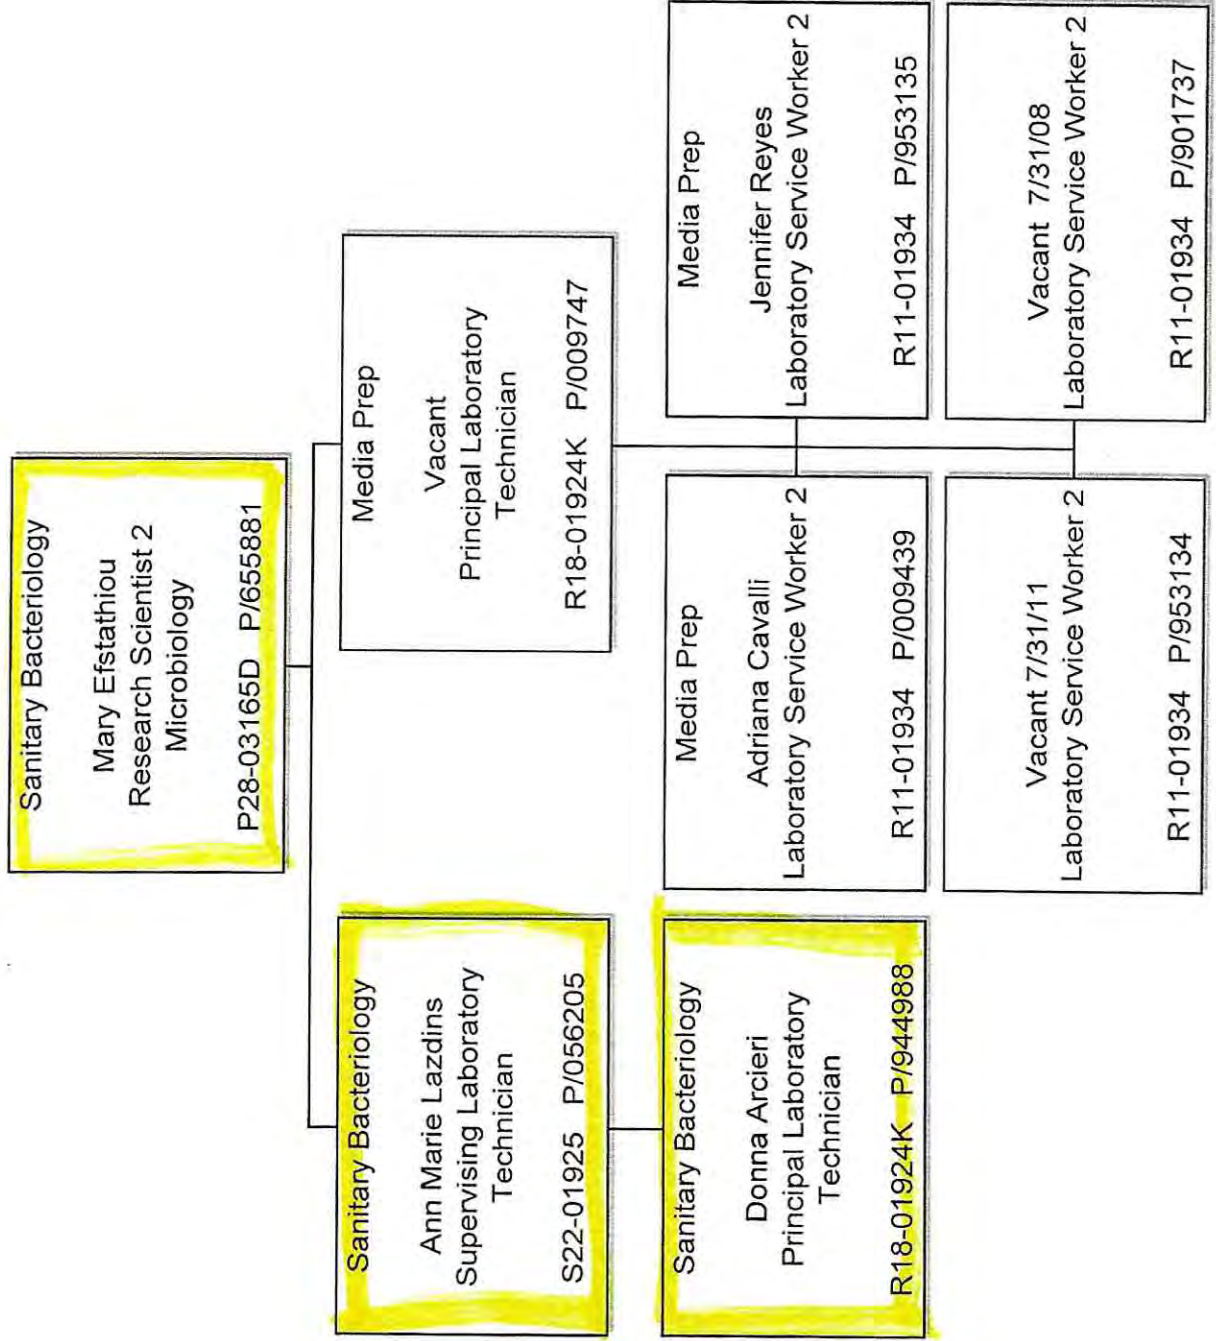 Sanitary Bacteriology
Mary Efstathiou
Research Scientist 2
Microbiology
P28-03165D P/655881
Sanitary Bacteriology
Ann Marie Lazdins
Supervising Laboratory
Technician
S22-01925 P/056205
Media Prep
Vacant
Principal Laboratory
Technician
R18-01924K P/009747
Sanitary Bacteriology
Donna Arcieri
Principal Laboratory
Technician
R18-01924K P/944988
Media Prep
Adriana Cavalli
Laboratory Service Worker 2
R11-01934 P/009439
Media Prep
Jennifer Reyes
Laboratory Service Worker 2
R11-01934 P/953135
Vacant 7/31/11
Laboratory Service Worker 2
R11-01934 P/953134
Vacant 7/31/08
Laboratory Service Worker 2
R11-01934 P/901737